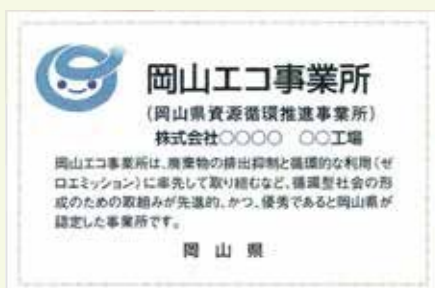 岡山エコ事業所
(岡山県資源循環推進事業所)
株式会社○○○○ ○○工場
岡山エコ事業所は、廃棄物の排出抑制と循環的な利用(ゼ
ロエミッション)に率先して取り組むなど、循環型社会の形
成のための取組みが先進的、かつ、優秀であると岡山県が
認定した事業所です。
岡 山 県